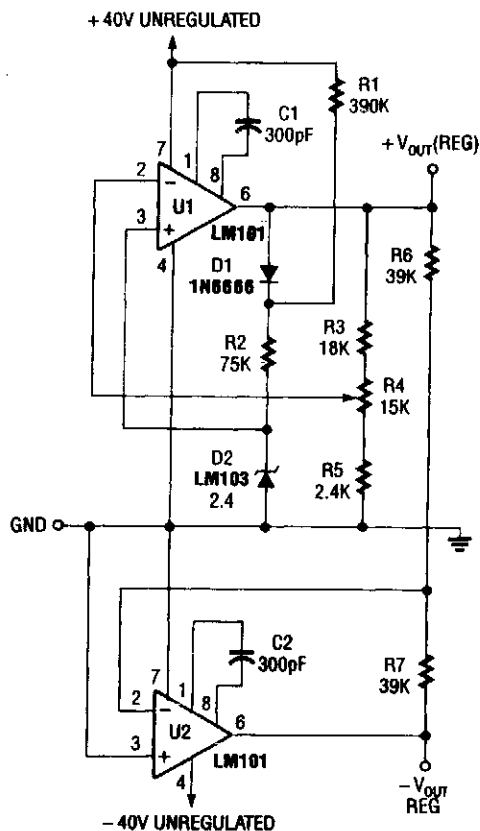 + 40V UNREGULATED
R1
390K
C1
300pF
+VOUT(REG)
7
1
8
2
6
3
U1
LM101
4
R6
39K
D1
1N6666
R2
75K
R3
18K
R4
15K
D2
LM103
2.4
R5
2.4K
GND
C2
300pF
7
1
8
2
6
3
U2
LM101
4
R7
39K
–VOUT
REG
– 40V UNREGULATED